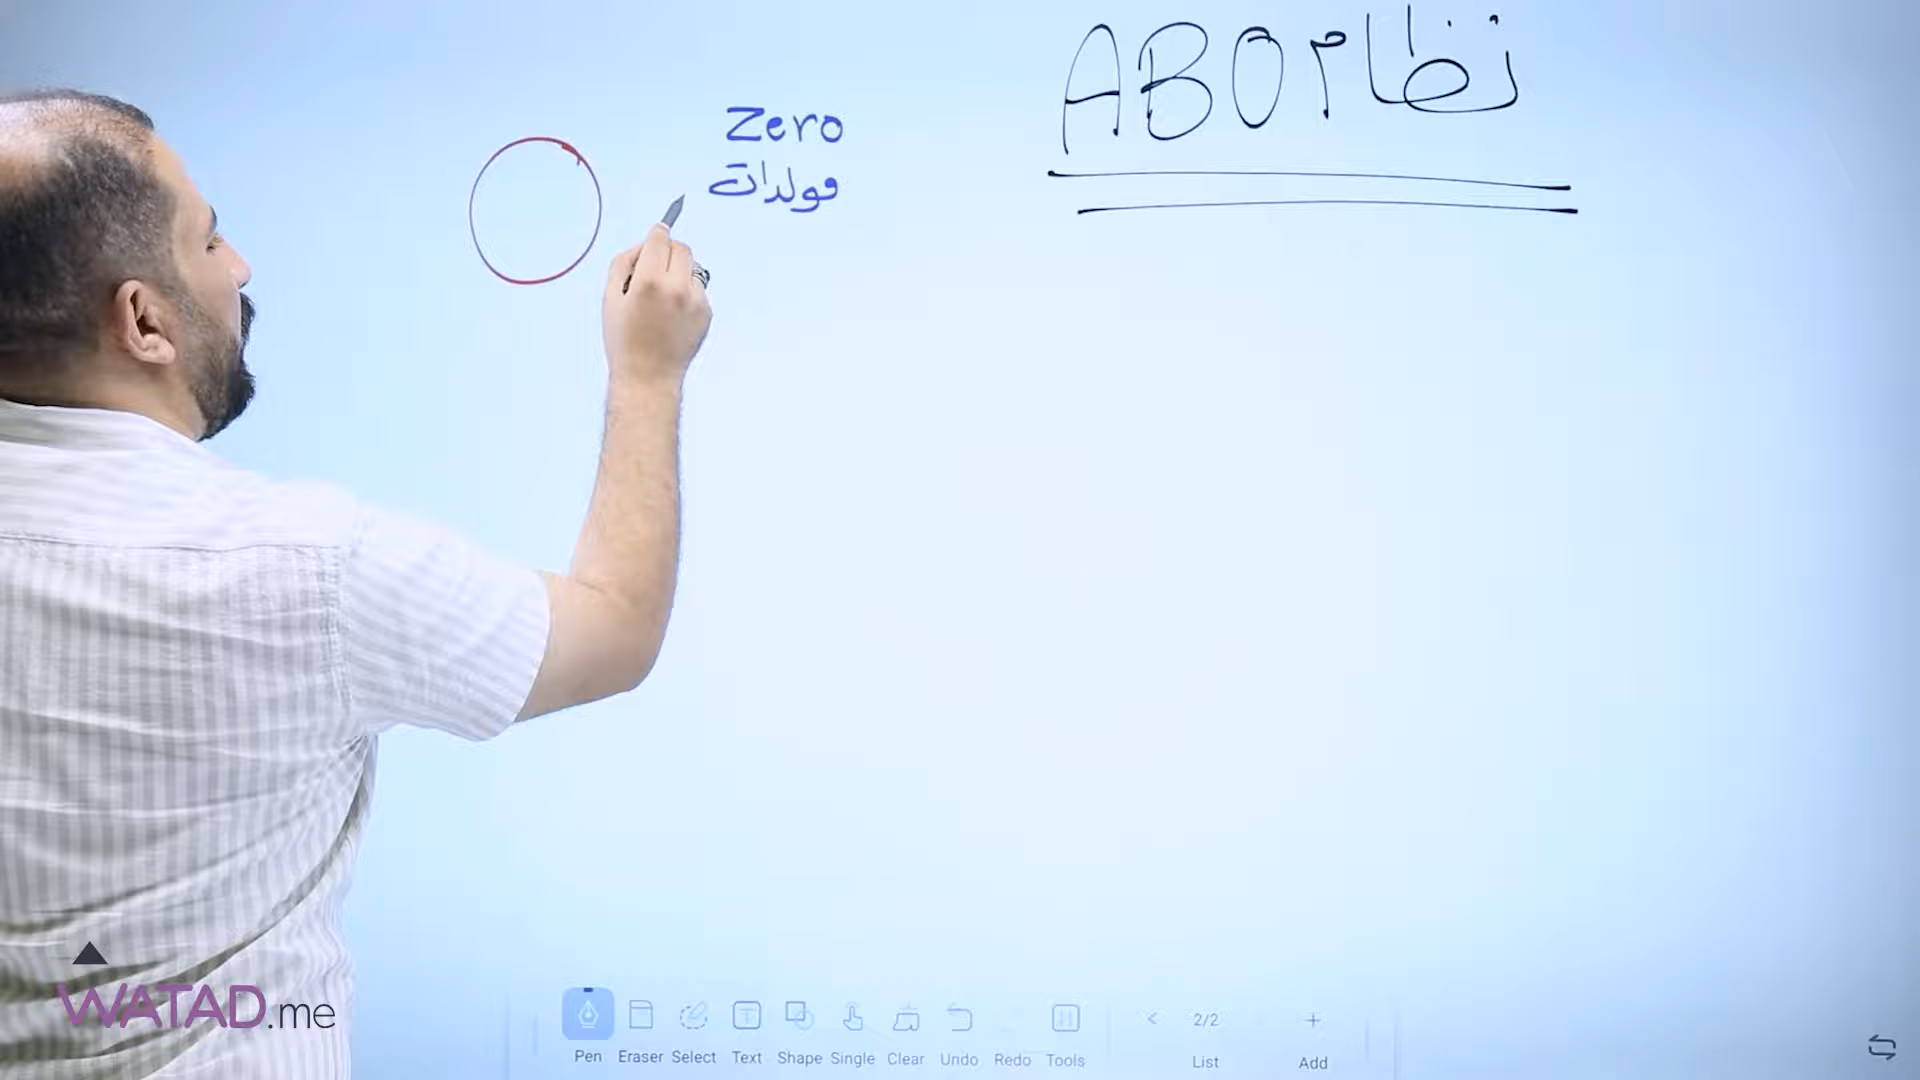 نظام ABO
Zero
مولدات
WATAD.me
Pen Eraser Select Text Shape Single Clear Undo Redo Tools
< 2/2 +
List Add